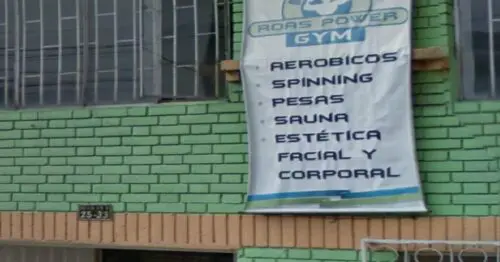 ROAS POWER
GYM
AEROBICOS
SPINNING
PESAS
SAUNA
ESTÉTICA
FACIAL Y
CORPORAL
25-33